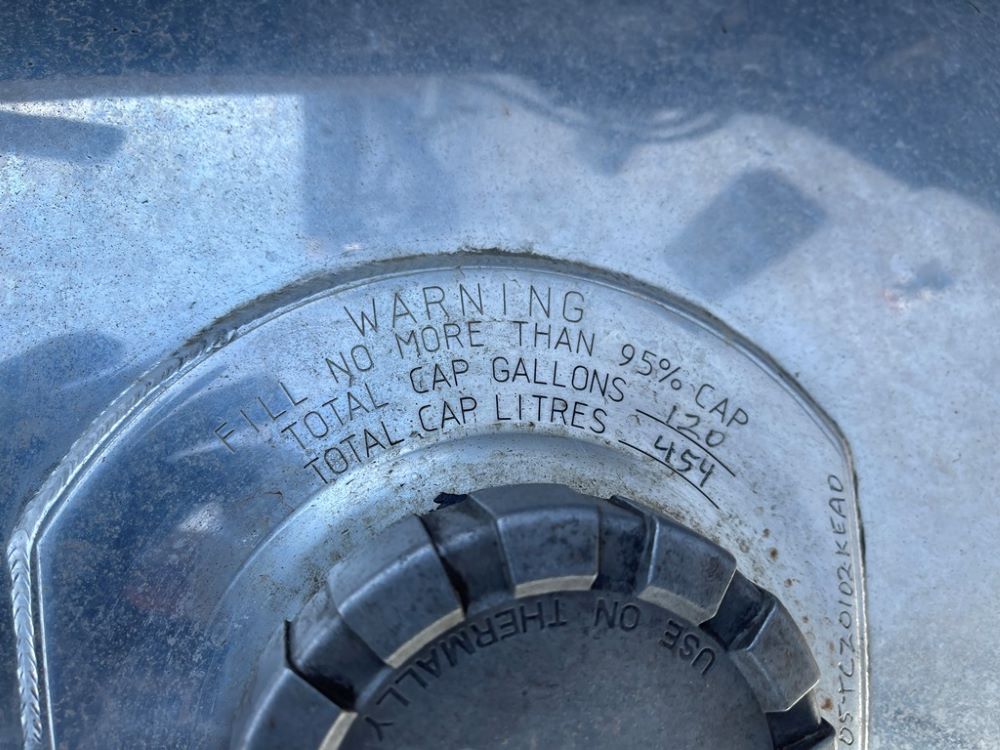 WARNING
FILL NO MORE THAN 95% CAP
TOTAL CAP GALLONS 120
TOTAL CAP LITRES 454
USE ON THERMALLY
05-TCZ0102KEAD